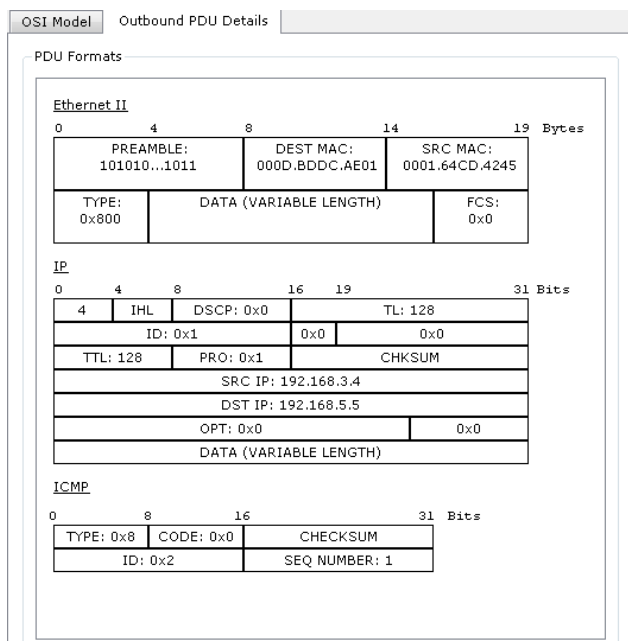 OSI Model Outbound PDU Details
PDU Formats
Ethernet II
0 4 8 14 19 Bytes
PREAMBLE: DEST MAC: SRC MAC:
101010...1011 000D.BDDC.AE01 0001.64CD.4245
TYPE: DATA (VARIABLE LENGTH) FCS:
0x800 0x0
IP
0 4 8 16 19 31 Bits
4 IHL DSCP: 0x0 TL: 128
ID: 0x1 0x0 0x0
TTL: 128 PRO: 0x1 CHKSUM
SRC IP: 192.168.3.4
DST IP: 192.168.5.5
OPT: 0x0 0x0
DATA (VARIABLE LENGTH)
ICMP
0 8 16 31 Bits
TYPE: 0x8 CODE: 0x0 CHECKSUM
ID: 0x2 SEQ NUMBER: 1